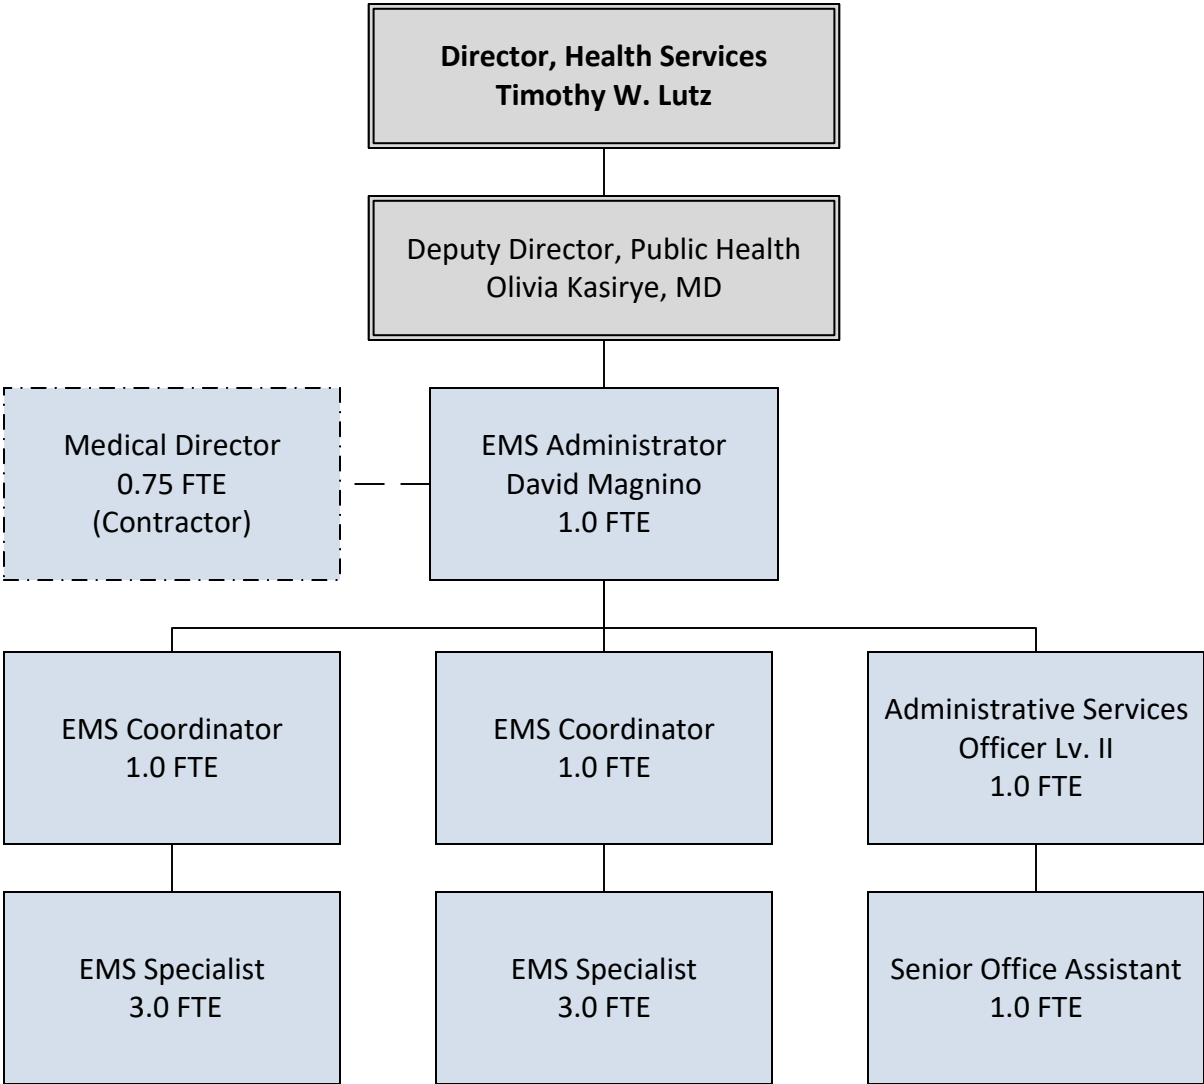 Director, Health Services
Timothy W. Lutz
Deputy Director, Public Health
Olivia Kasirye, MD
Medical Director
0.75 FTE
(Contractor)
EMS Administrator
David Magnino
1.0 FTE
EMS Coordinator
1.0 FTE
EMS Coordinator
1.0 FTE
Administrative Services
Officer Lv. II
1.0 FTE
EMS Specialist
3.0 FTE
EMS Specialist
3.0 FTE
Senior Office Assistant
1.0 FTE